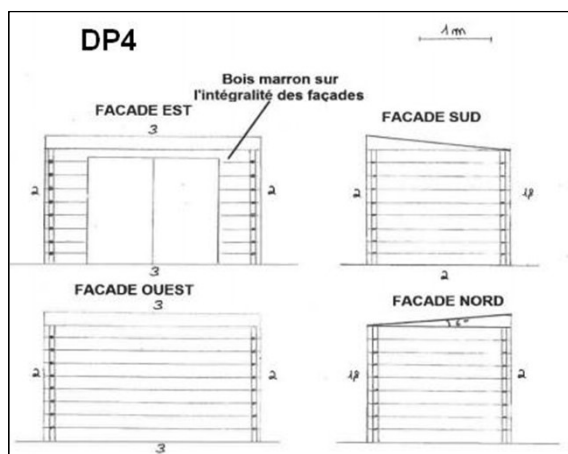 DP4
1m
Bois marron sur
l'intégralité des façades
FACADE EST
3
2
2
3
FACADE SUD
2
1,8
2
FACADE OUEST
3
2
2
3
FACADE NORD
6°
1,8
2